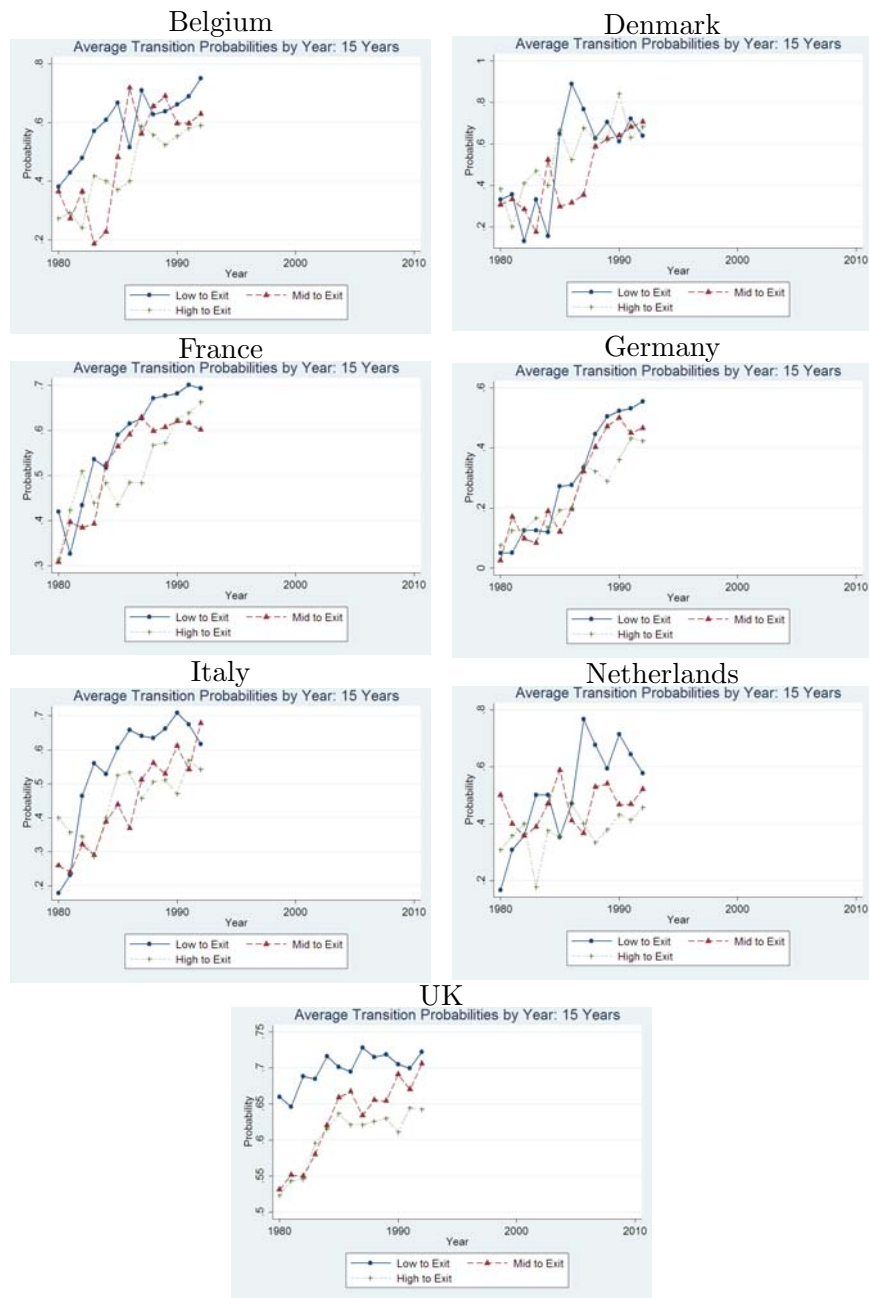 Belgium
Average Transition Probabilities by Year: 15 Years
.8
.6
.4
.2
Probability
1980 1990 2000 2010
Year
Low to Exit Mid to Exit
High to Exit
Denmark
Average Transition Probabilities by Year: 15 Years
1
.8
.6
.4
.2
Probability
1980 1990 2000 2010
Year
Low to Exit Mid to Exit
High to Exit
France
Average Transition Probabilities by Year: 15 Years
.7
.6
.5
.4
.3
Probability
1980 1990 2000 2010
Year
Low to Exit Mid to Exit
High to Exit
Germany
Average Transition Probabilities by Year: 15 Years
.6
.4
.2
0
Probability
1980 1990 2000 2010
Year
Low to Exit Mid to Exit
High to Exit
Italy
Average Transition Probabilities by Year: 15 Years
.7
.6
.5
.4
.3
.2
Probability
1980 1990 2000 2010
Year
Low to Exit Mid to Exit
High to Exit
Netherlands
Average Transition Probabilities by Year: 15 Years
.8
.6
.4
.2
Probability
1980 1990 2000 2010
Year
Low to Exit Mid to Exit
High to Exit
UK
Average Transition Probabilities by Year: 15 Years
.75
.7
.65
.6
.55
.5
Probability
1980 1990 2000 2010
Year
Low to Exit Mid to Exit
High to Exit